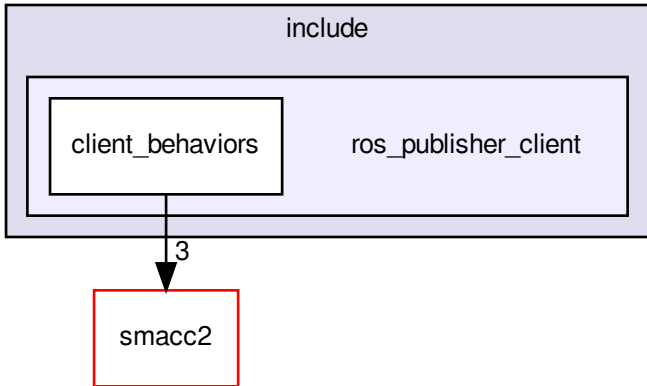 include
client_behaviors
ros_publisher_client
3
smacc2